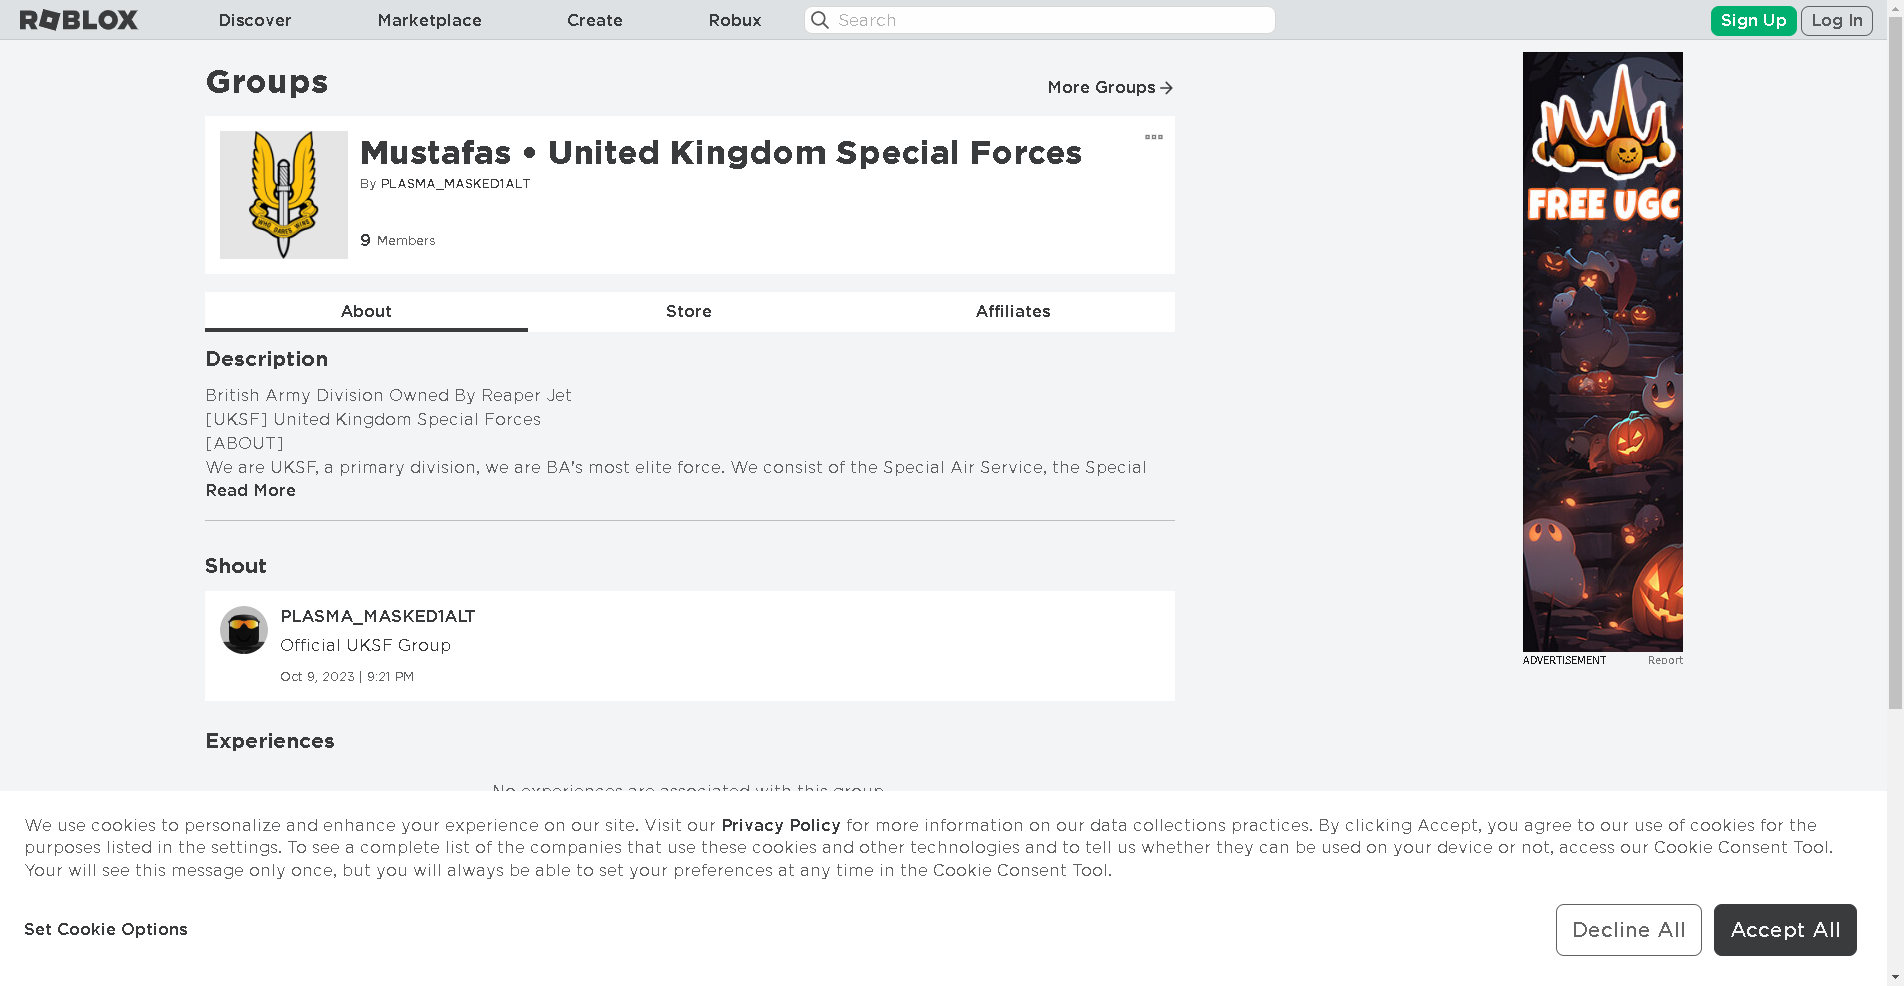 ROBLOX
Discover
Marketplace
Create
Robux
Search
Sign Up
Log In
Groups
More Groups
WHO DARES WINS
Mustafas • United Kingdom Special Forces
By PLASMA_MASKED1ALT
9 Members
About
Store
Affiliates
Description
British Army Division Owned By Reaper Jet
[UKSF] United Kingdom Special Forces
[ABOUT]
We are UKSF, a primary division, we are BA's most elite force. We consist of the Special Air Service, the Special
Read More
Shout
PLASMA_MASKED1ALT
Official UKSF Group
Oct 9, 2023 | 9:21 PM
Experiences
No experiences are associated with this group
FREE UGC
ADVERTISEMENT
Report
We use cookies to personalize and enhance your experience on our site. Visit our Privacy Policy for more information on our data collections practices. By clicking Accept, you agree to our use of cookies for the
purposes listed in the settings. To see a complete list of the companies that use these cookies and other technologies and to tell us whether they can be used on your device or not, access our Cookie Consent Tool.
Your will see this message only once, but you will always be able to set your preferences at any time in the Cookie Consent Tool.
Set Cookie Options
Decline All
Accept All